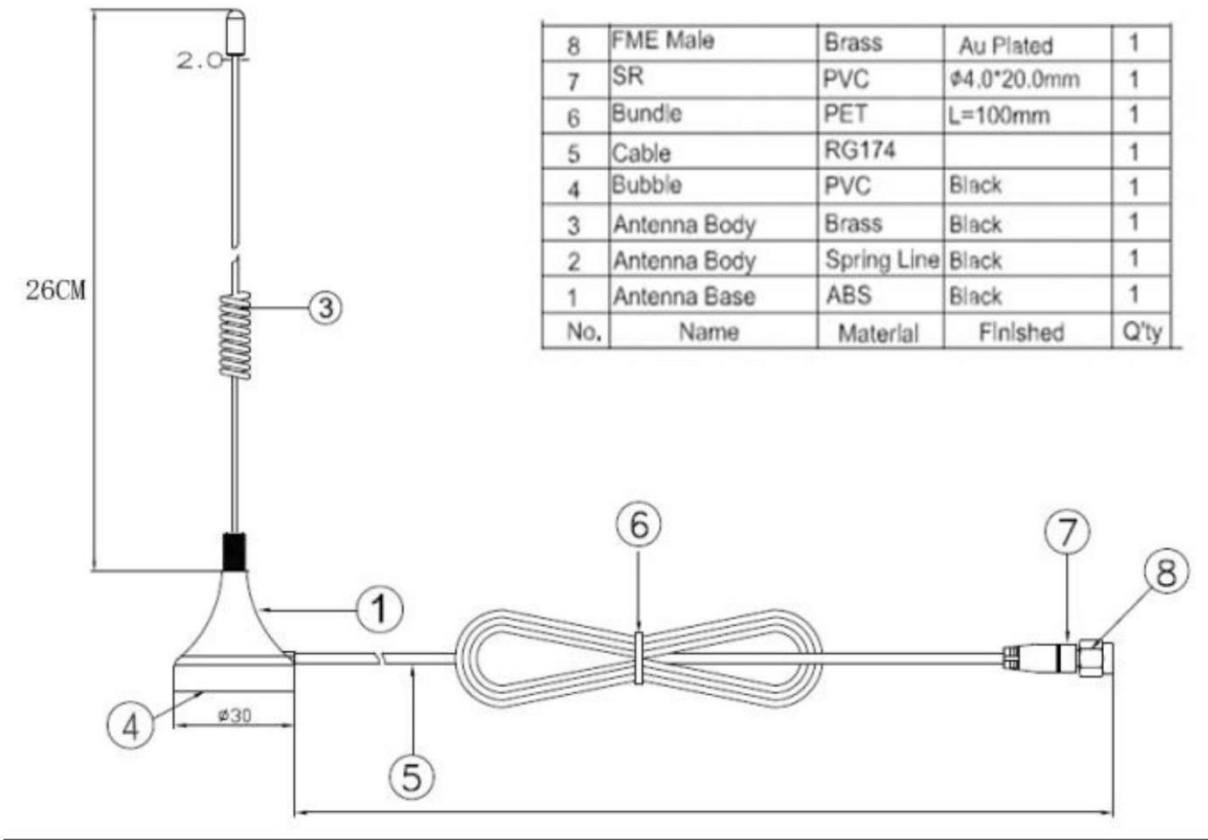 2.0
26CM
3
1
4
ø30
5
6
7
8
8 FME Male Brass Au Plated 1
7 SR PVC ø4.0*20.0mm 1
6 Bundle PET L=100mm 1
5 Cable RG174 1
4 Bubble PVC Black 1
3 Antenna Body Brass Black 1
2 Antenna Body Spring Line Black 1
1 Antenna Base ABS Black 1
No. Name Material Finished Q'ty